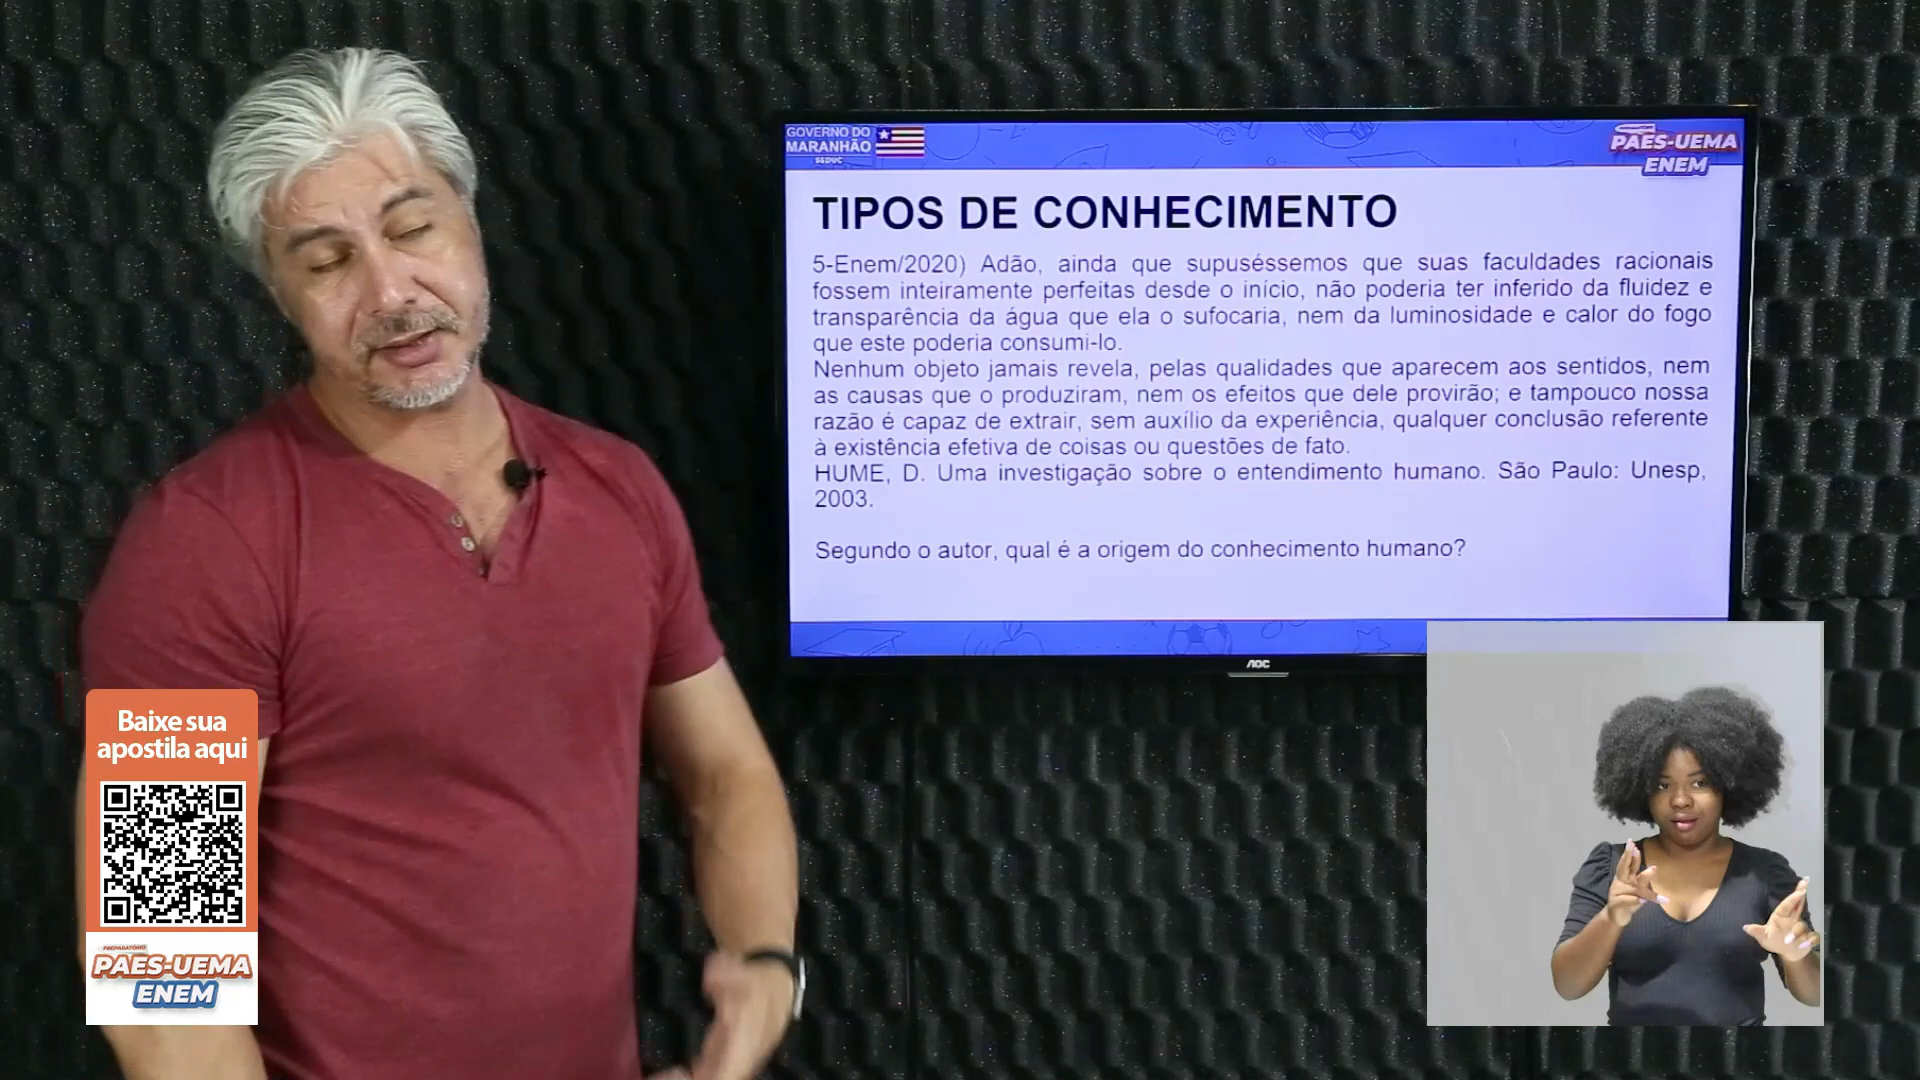 GOVERNO DO
MARANHÃO
SEDUC
PAES-UEMA
ENEM
TIPOS DE CONHECIMENTO
5-Enem/2020) Adão, ainda que supuséssemos que suas faculdades racionais
fossem inteiramente perfeitas desde o início, não poderia ter inferido da fluidez e
transparência da água que ela o sufocaria, nem da luminosidade e calor do fogo
que este poderia consumi-lo.
Nenhum objeto jamais revela, pelas qualidades que aparecem aos sentidos, nem
as causas que o produziram, nem os efeitos que dele provirão; e tampouco nossa
razão é capaz de extrair, sem auxílio da experiência, qualquer conclusão referente
à existência efetiva de coisas ou questões de fato.
HUME, D. Uma investigação sobre o entendimento humano. São Paulo: Unesp,
2003.
Segundo o autor, qual é a origem do conhecimento humano?
AOC
Baixe sua
apostila aqui
PREPARATÓRIO
PAES-UEMA
ENEM